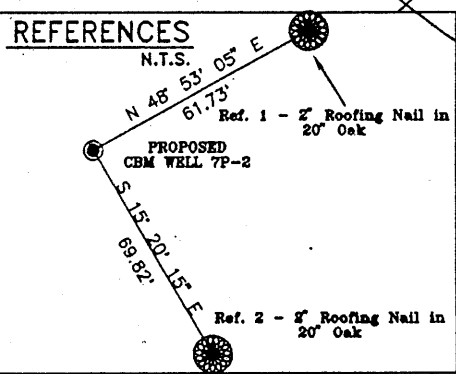 REFERENCES
N.T.S.
N 48° 53' 05" E
61.73'
Ref. 1 - 2" Roofing Nail in
20" Oak
PROPOSED
CBM WELL 7P-2
S 15° 20' 15" E
69.82'
Ref. 2 - 2" Roofing Nail in
20" Oak